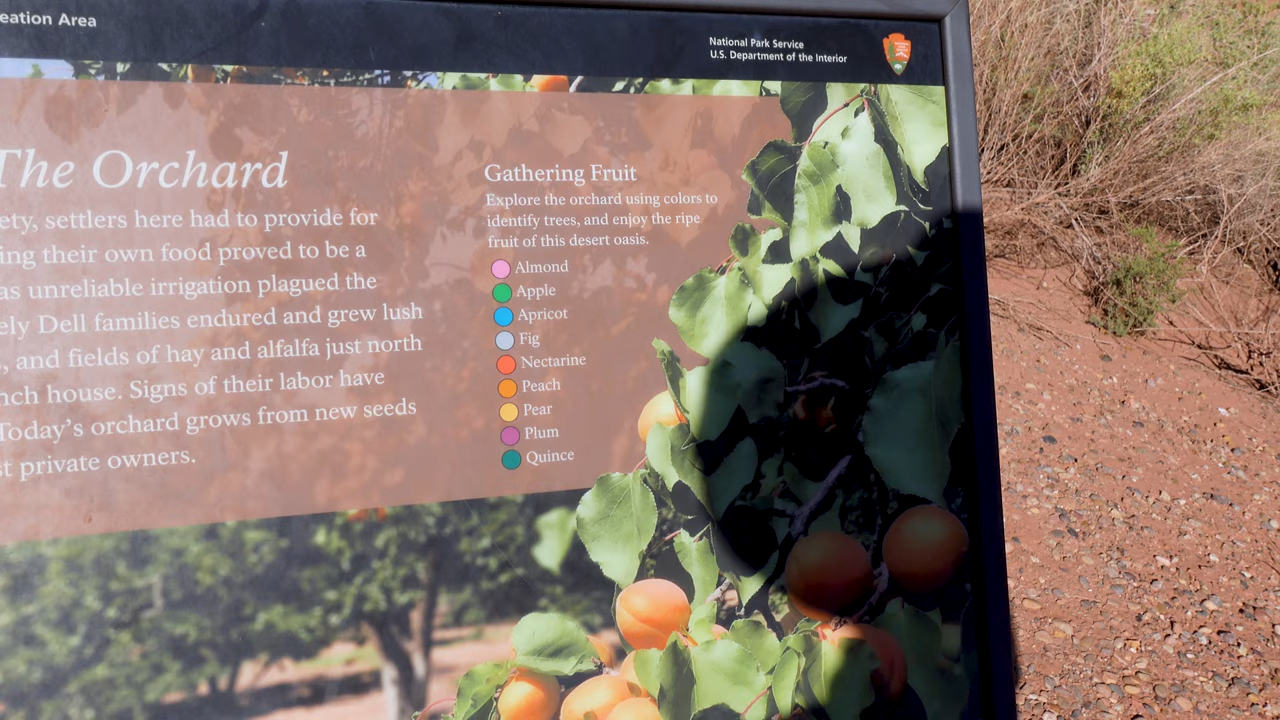 eation Area
National Park Service
U.S. Department of the Interior
The Orchard
ety, settlers here had to provide for
ing their own food proved to be a
as unreliable irrigation plagued the
ely Dell families endured and grew lush
, and fields of hay and alfalfa just north
nch house. Signs of their labor have
Today's orchard grows from new seeds
st private owners.
Gathering Fruit
Explore the orchard using colors to
identify trees, and enjoy the ripe
fruit of this desert oasis.
Almond
Apple
Apricot
Fig
Nectarine
Peach
Pear
Plum
Quince